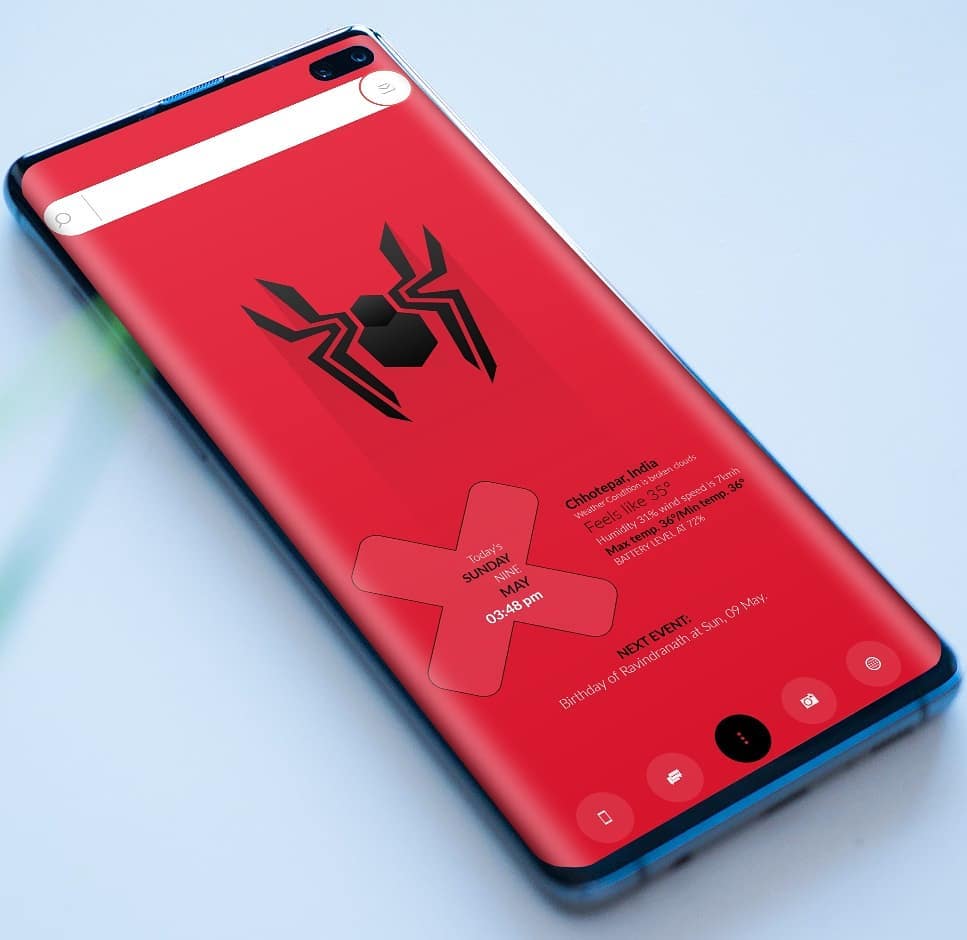 Chhotepar, India
Weather Condition is broken clouds
Feels like 35°
Humidity 31% wind speed is 7kmh
Max temp. 36°/Min temp. 36°
BATTERY LEVEL AT 72%
Today's
SUNDAY
NINE
MAY
03:48 pm
NEXT EVENT:
Birthday of Ravindranath at Sun, 09 May.